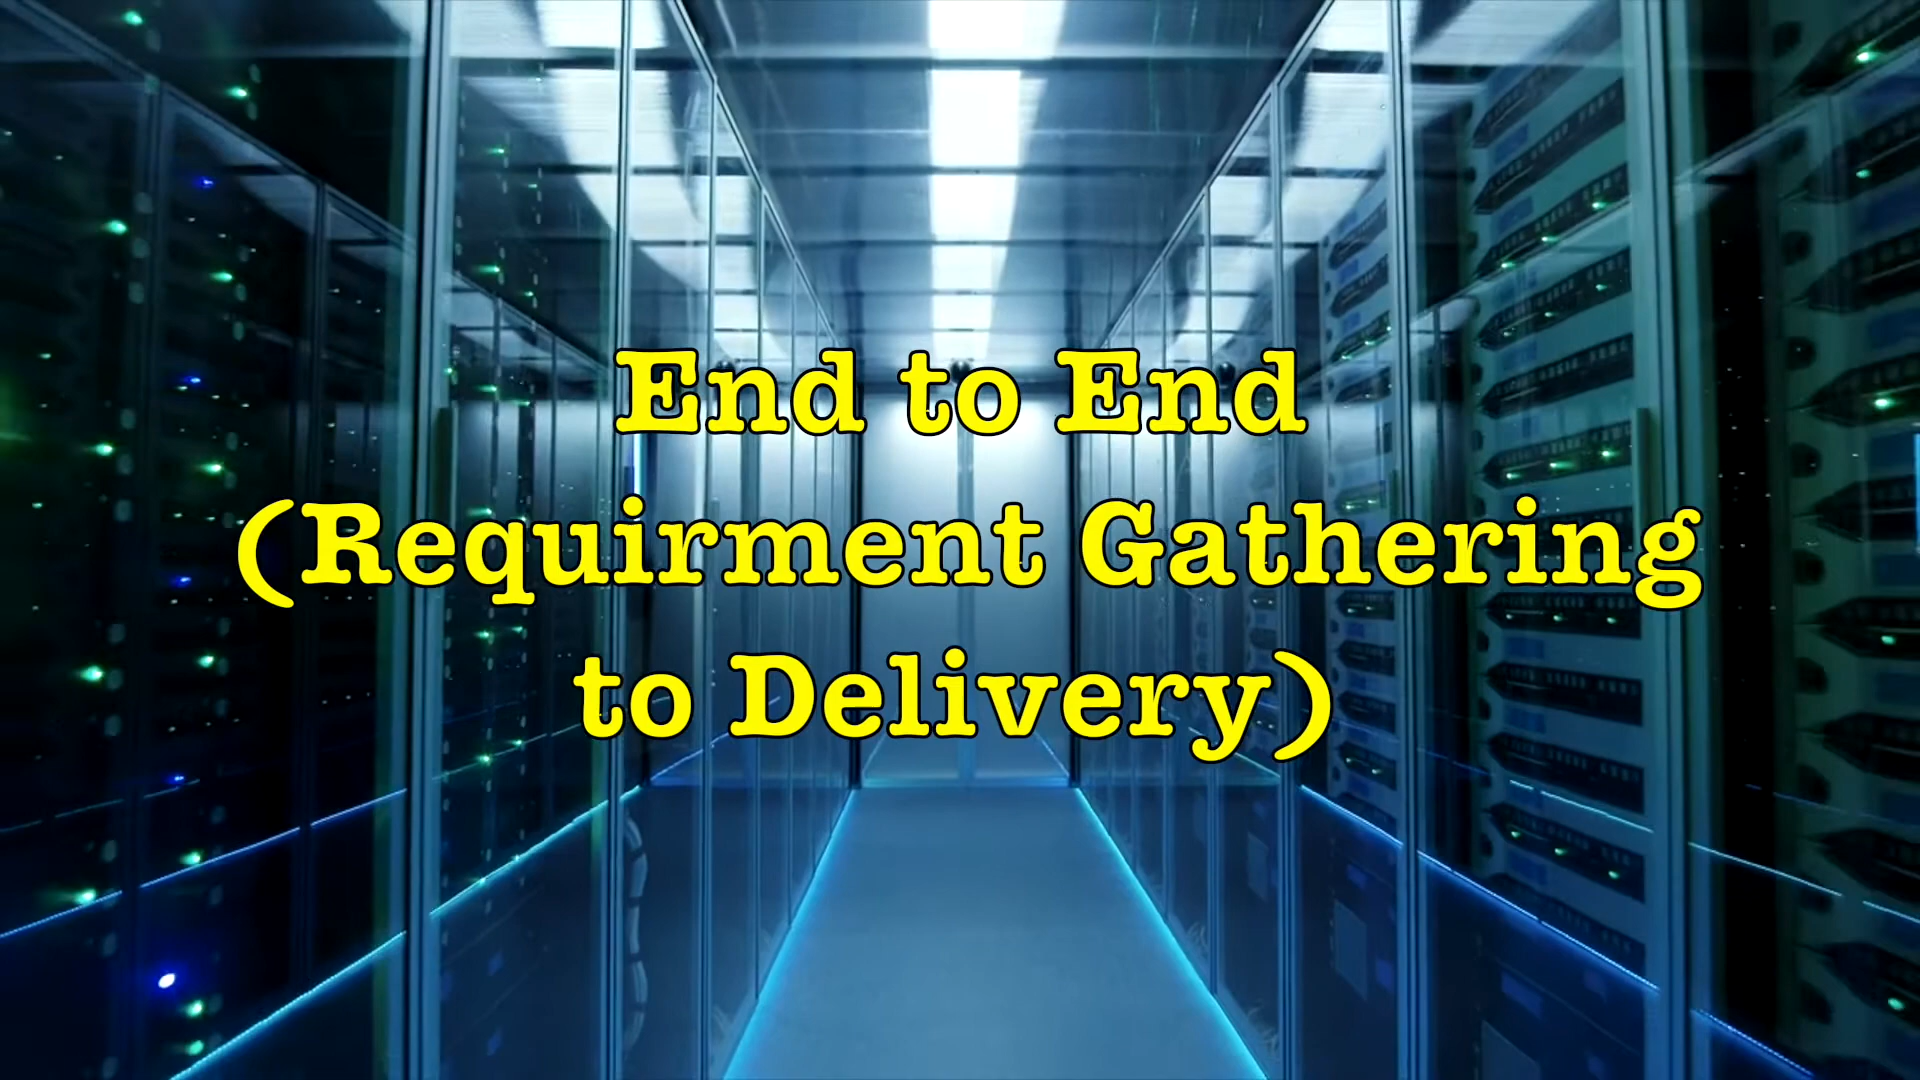 End to End
(Requirment Gathering
to Delivery)